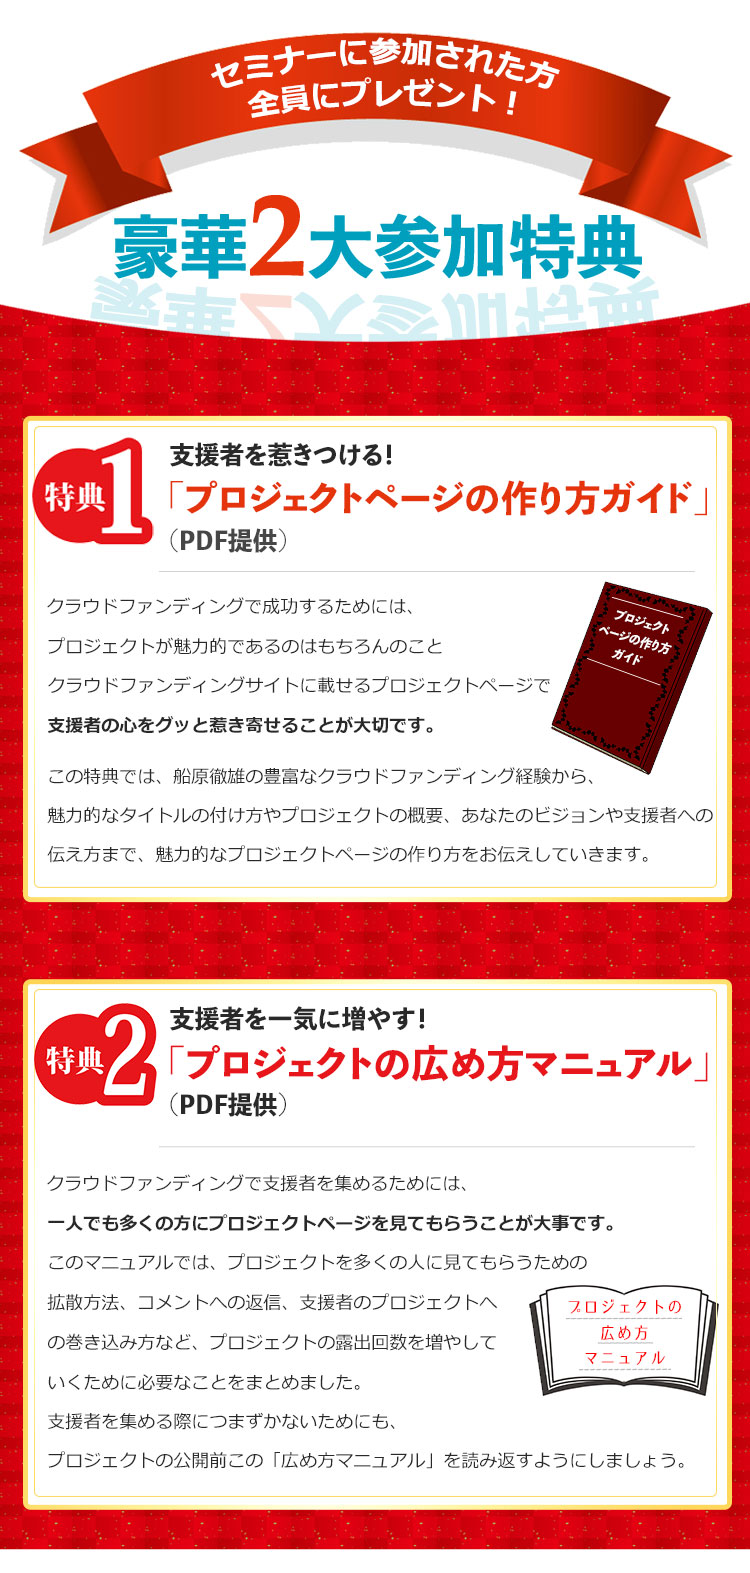 セミナーに参加された方
全員にプレゼント！
豪華2大参加特典
特典1
支援者を惹きつける!
「プロジェクトページの作り方ガイド」
（PDF提供）
クラウドファンディングで成功するためには、
プロジェクトが魅力的であるのはもちろんのこと
クラウドファンディングサイトに載せるプロジェクトページで
支援者の心をグッと惹き寄せることが大切です。
プロジェクト
ページの作り方
ガイド
この特典では、船原徹雄の豊富なクラウドファンディング経験から、
魅力的なタイトルの付け方やプロジェクトの概要、あなたのビジョンや支援者への
伝え方まで、魅力的なプロジェクトページの作り方をお伝えしていきます。
特典2
支援者を一気に増やす!
「プロジェクトの広め方マニュアル」
（PDF提供）
クラウドファンディングで支援者を集めるためには、
一人でも多くの方にプロジェクトページを見てもらうことが大事です。
このマニュアルでは、プロジェクトを多くの人に見てもらうための
拡散方法、コメントへの返信、支援者のプロジェクトへ
の巻き込み方など、プロジェクトの露出回数を増やして
いくために必要なことをまとめました。
プロジェクトの
広め方
マニュアル
支援者を集める際につまずかないためにも、
プロジェクトの公開前この「広め方マニュアル」を読み返すようにしましょう。